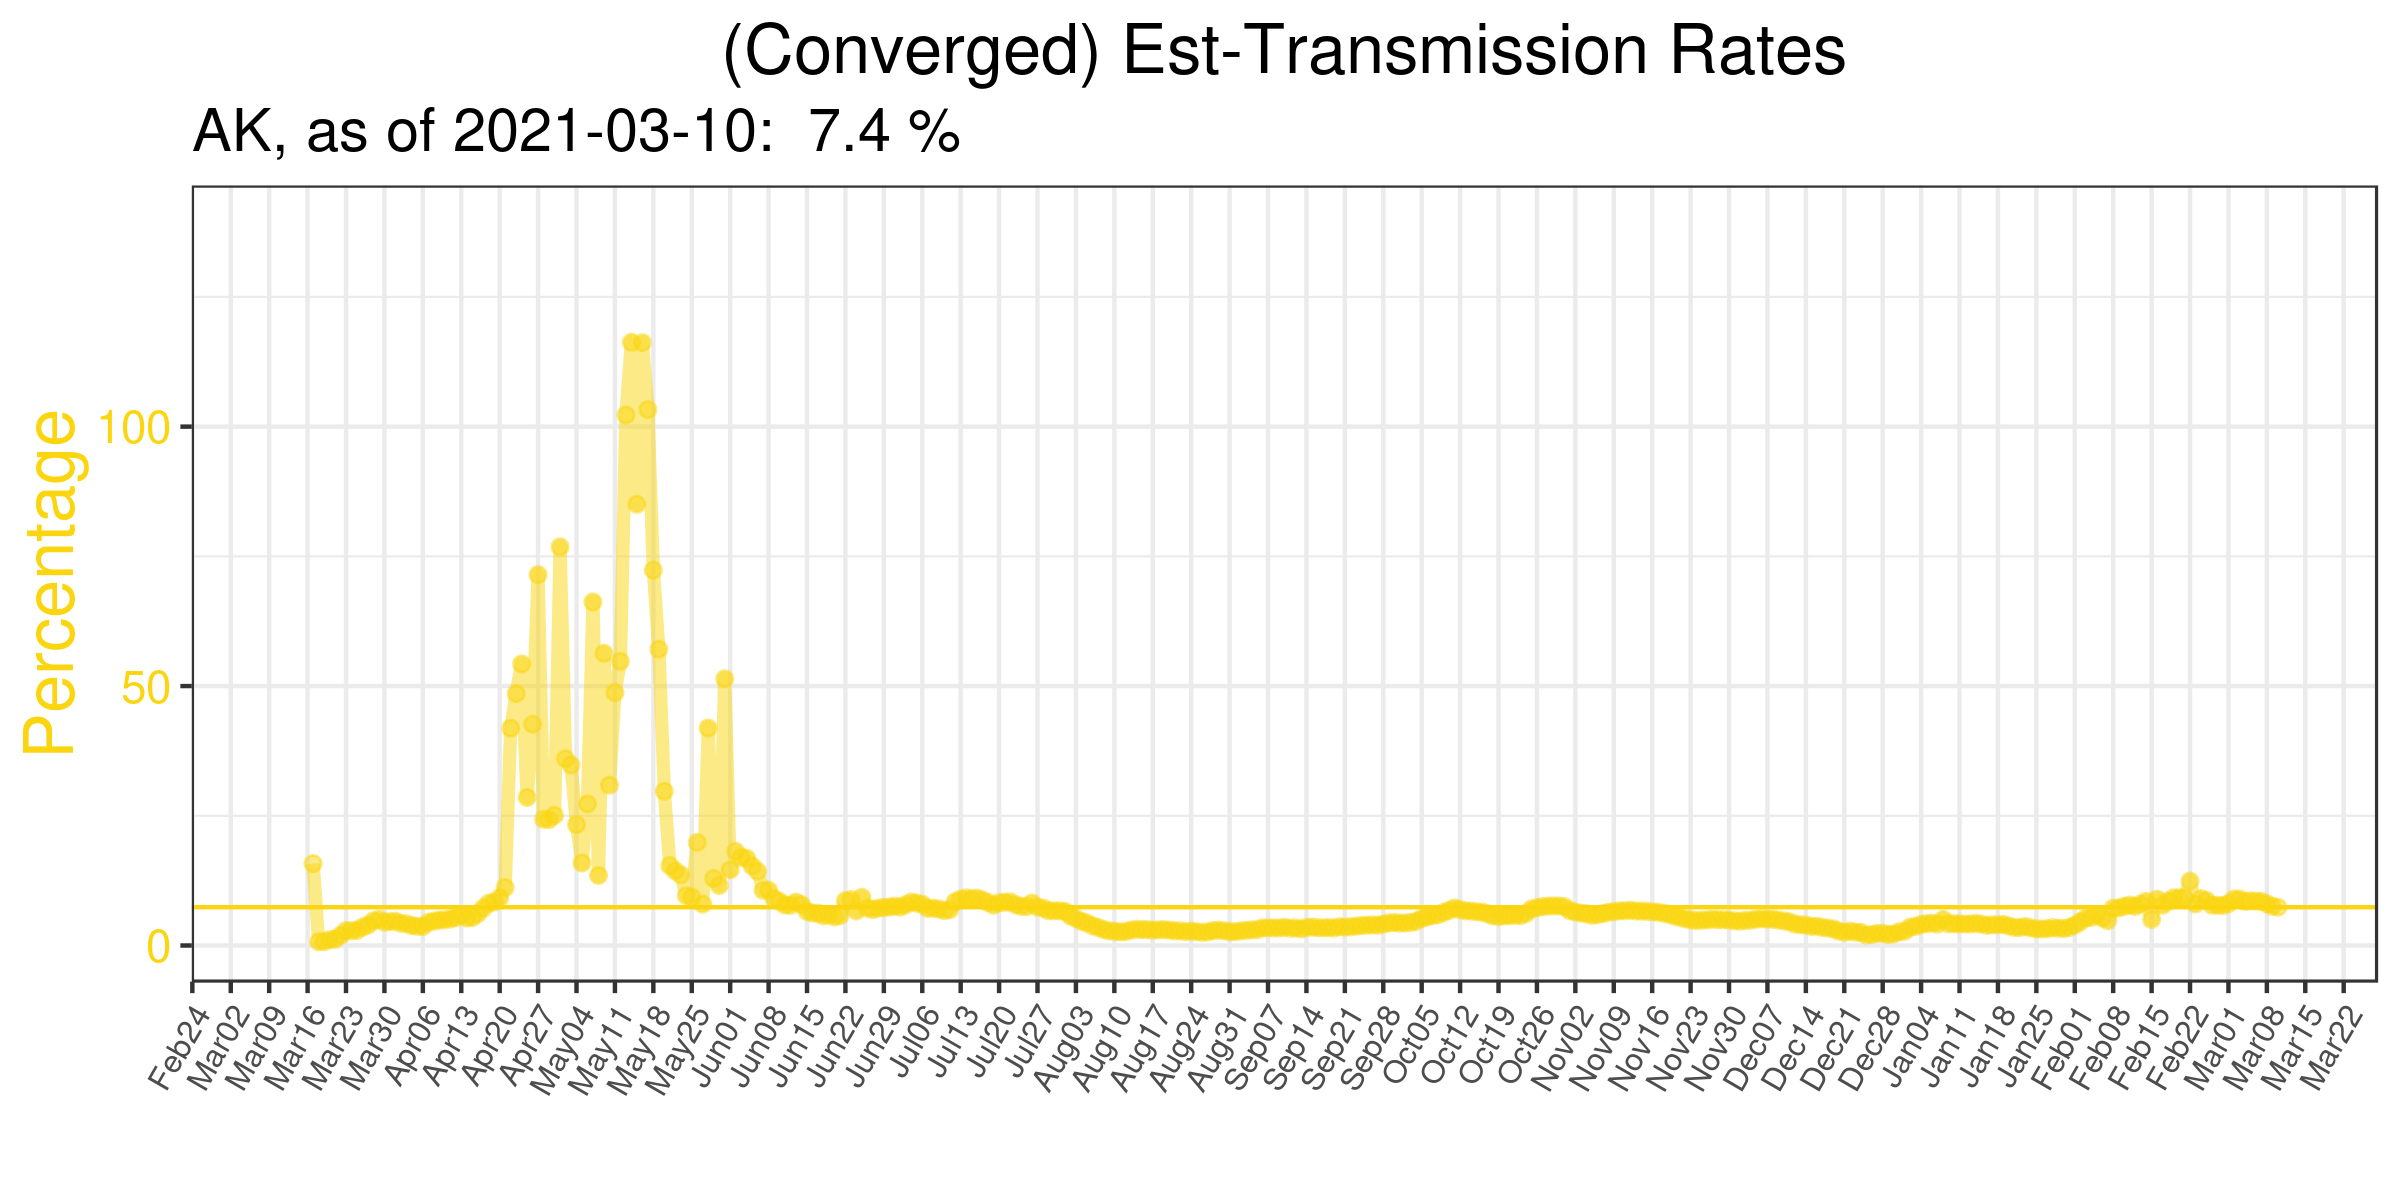 (Converged) Est-Transmission Rates
AK, as of 2021-03-10: 7.4 %
Percentage
100
50
0
Feb24
Mar02
Mar09
Mar16
Mar23
Mar30
Apr06
Apr13
Apr20
Apr27
May04
May11
May18
May25
Jun01
Jun08
Jun15
Jun22
Jun29
Jul06
Jul13
Jul20
Jul27
Aug03
Aug10
Aug17
Aug24
Aug31
Sep07
Sep14
Sep21
Sep28
Oct05
Oct12
Oct19
Oct26
Nov02
Nov09
Nov16
Nov23
Nov30
Dec07
Dec14
Dec21
Dec28
Jan04
Jan11
Jan18
Jan25
Feb01
Feb08
Feb15
Feb22
Mar01
Mar08
Mar15
Mar22